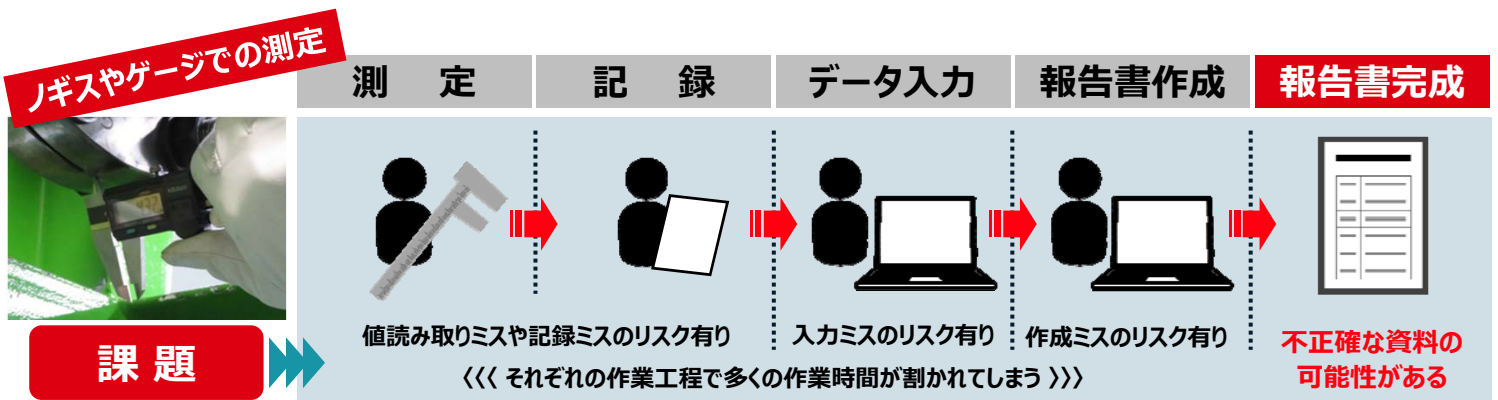 ノギスやゲージでの測定
測 定
記 録
データ入力
報告書作成
報告書完成
値読み取りミスや記録ミスのリスク有り
入力ミスのリスク有り
作成ミスのリスク有り
不正確な資料の
可能性がある
課 題
〈〈〈 それぞれの作業工程で多くの作業時間が割かれてしまう 〉〉〉